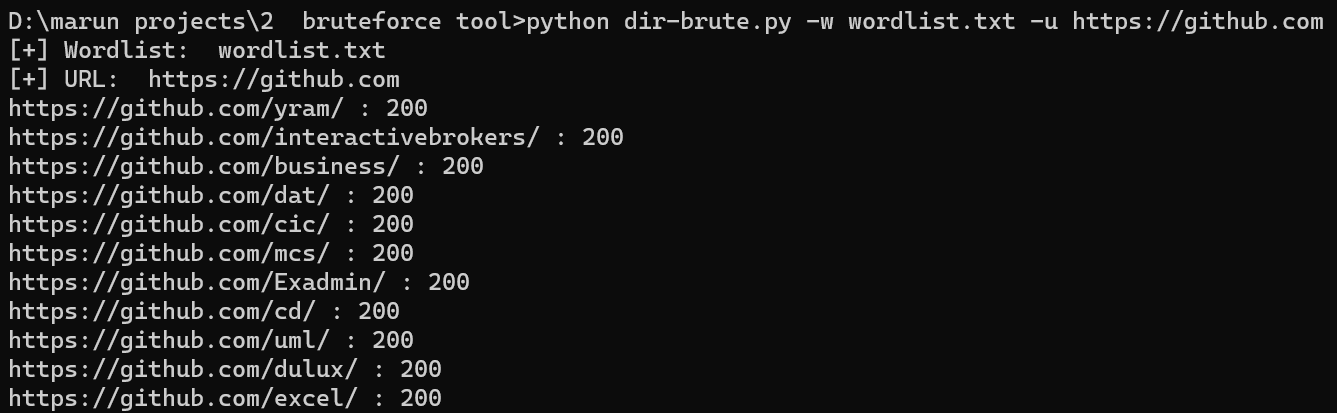 D:\marun projects\2  bruteforce tool>python dir-brute.py -w wordlist.txt -u https://github.com
[+] Wordlist:  wordlist.txt
[+] URL:  https://github.com
https://github.com/yram/ : 200
https://github.com/interactivebrokers/ : 200
https://github.com/business/ : 200
https://github.com/dat/ : 200
https://github.com/cic/ : 200
https://github.com/mcs/ : 200
https://github.com/Exadmin/ : 200
https://github.com/cd/ : 200
https://github.com/uml/ : 200
https://github.com/dulux/ : 200
https://github.com/excel/ : 200